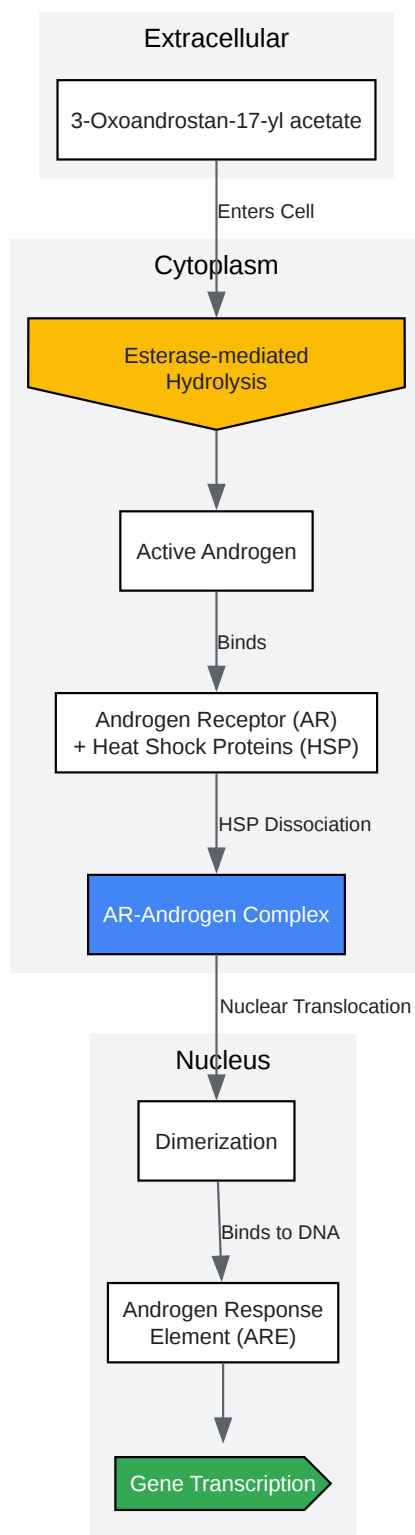 Extracellular
3-Oxoandrostan-17-yl acetate
Enters Cell
Cytoplasm
Esterase-mediated
Hydrolysis
Active Androgen
Binds
Androgen Receptor (AR)
+ Heat Shock Proteins (HSP)
HSP Dissociation
AR-Androgen Complex
Nuclear Translocation
Nucleus
Dimerization
Binds to DNA
Androgen Response
Element (ARE)
Gene Transcription